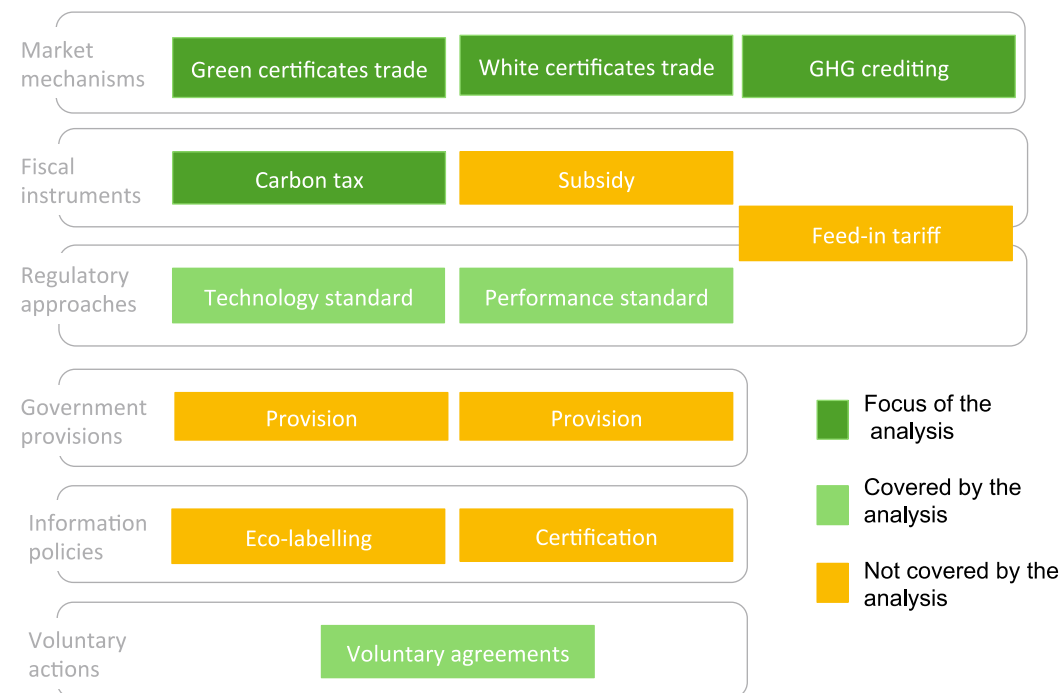 Market
mechanisms
Green certificates trade
White certificates trade
GHG crediting
Fiscal
instruments
Carbon tax
Subsidy
Feed-in tariff
Regulatory
approaches
Technology standard
Performance standard
Government
provisions
Provision
Provision
Information
policies
Eco-labelling
Certification
Voluntary
actions
Voluntary agreements
Focus of the
analysis
Covered by the
analysis
Not covered by the
analysis